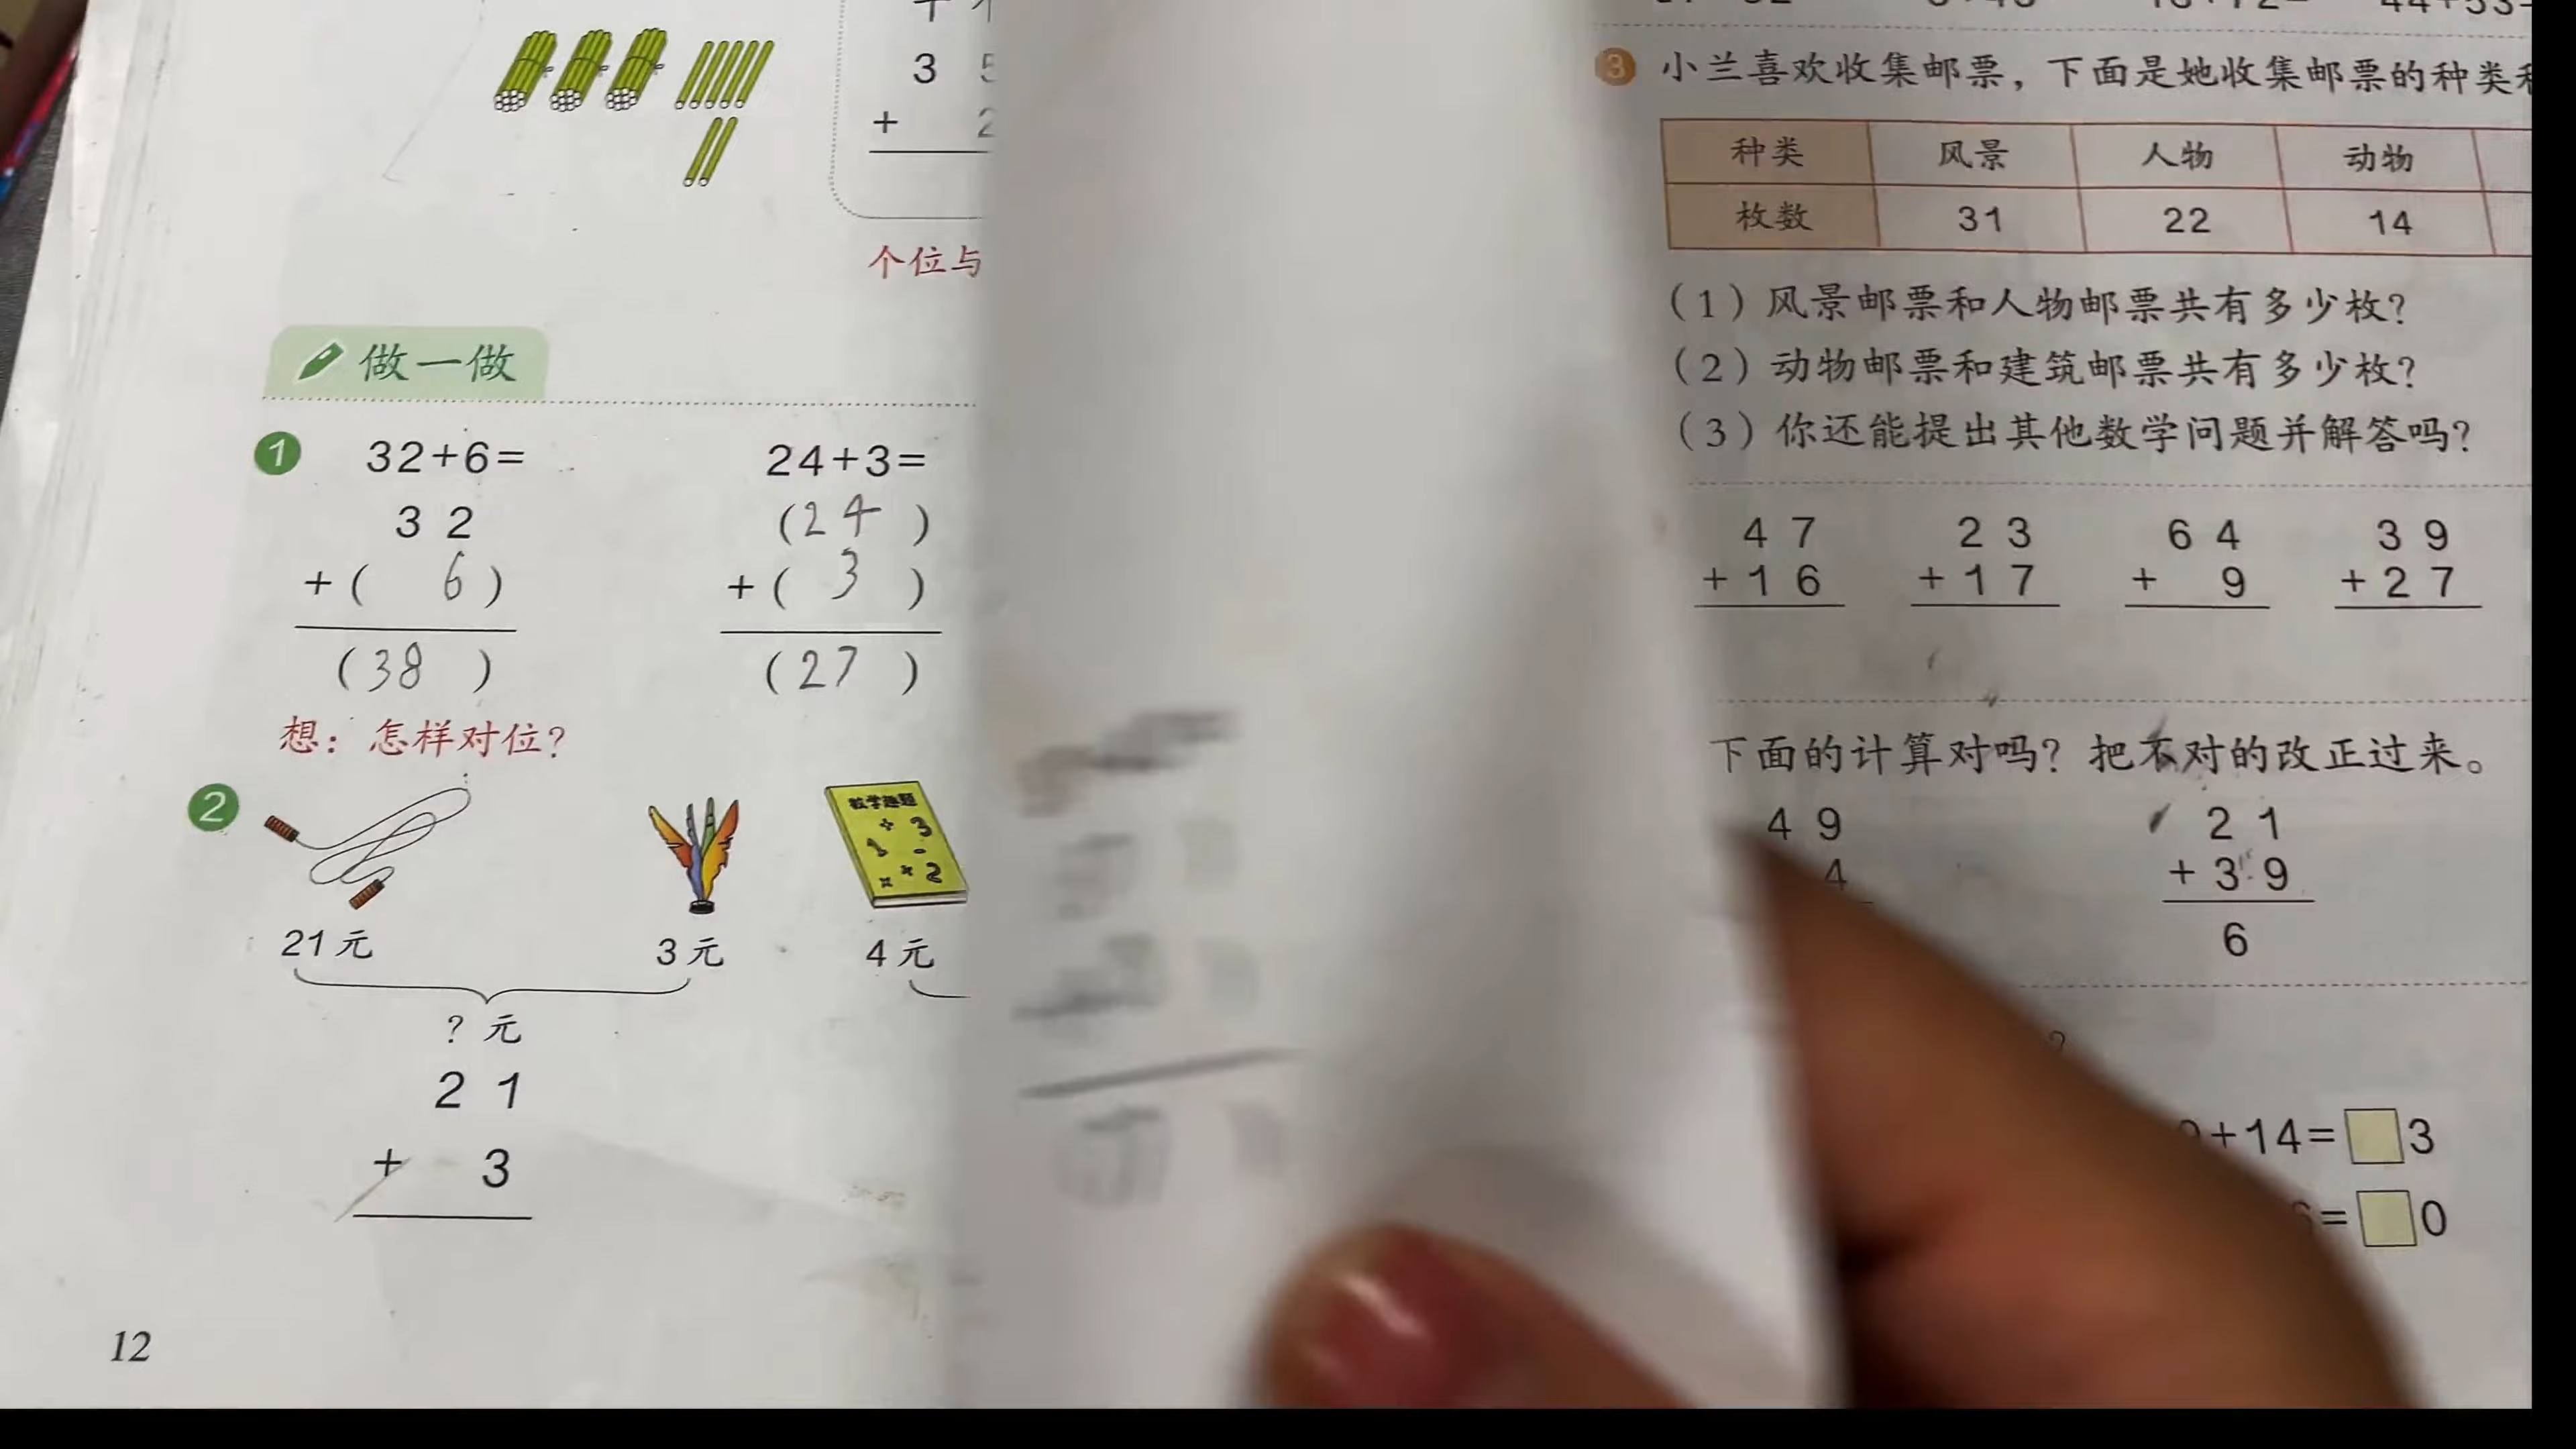 3 5
+ 2
个位与
做一做
1 32+6= 24+3=
3 2 (24 )
+( 6) +( 3 )
(38 ) (27 )
想：怎样对位？
2
数学趣题
21元 3元 4元
？元
2 1
+ 3
12
3 小兰喜欢收集邮票，下面是她收集邮票的种类
种类 风景 人物 动物
枚数 31 22 14
（1）风景邮票和人物邮票共有多少枚？
（2）动物邮票和建筑邮票共有多少枚？
（3）你还能提出其他数学问题并解答吗？
4 7 2 3 6 4 3 9
+ 1 6 + 1 7 + 9 + 2 7
下面的计算对吗？把不对的改正过来。
4 9 2 1
4 + 3 9
6
+14=□3
=□0